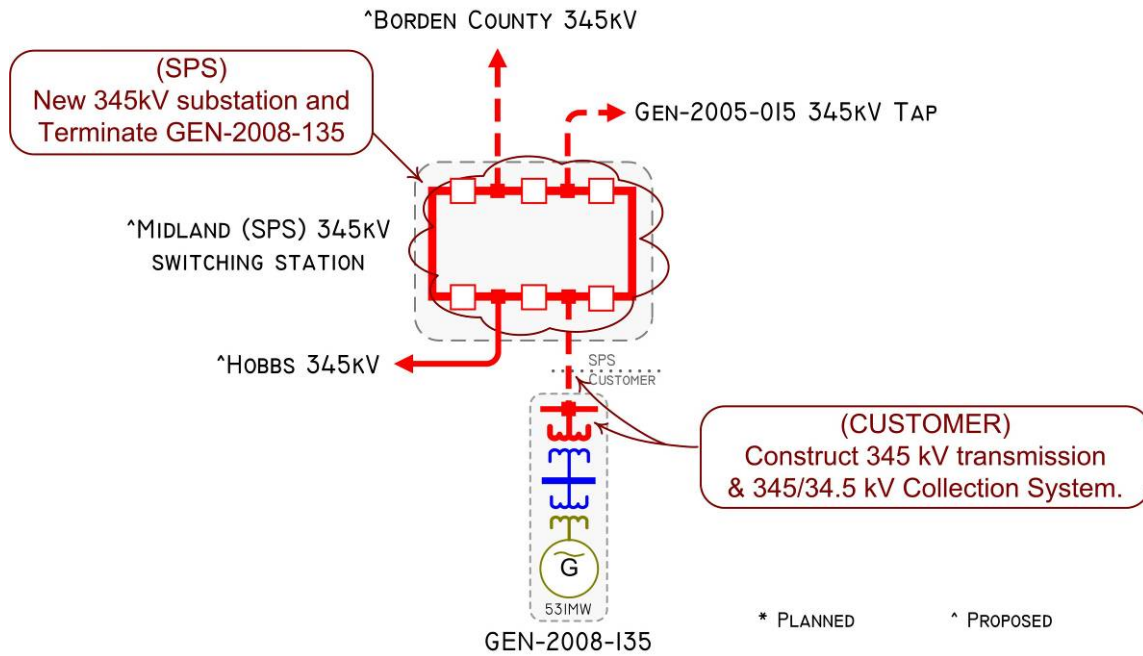 ^BORDEN COUNTY 345KV
(SPS)
New 345kV substation and
Terminate GEN-2008-135
GEN-2005-015 345KV TAP
^MIDLAND (SPS) 345KV
SWITCHING STATION
^HOBBS 345KV
SPS
CUSTOMER
(CUSTOMER)
Construct 345 kV transmission
& 345/34.5 kV Collection System.
G
531MW
GEN-2008-135
* PLANNED
^ PROPOSED